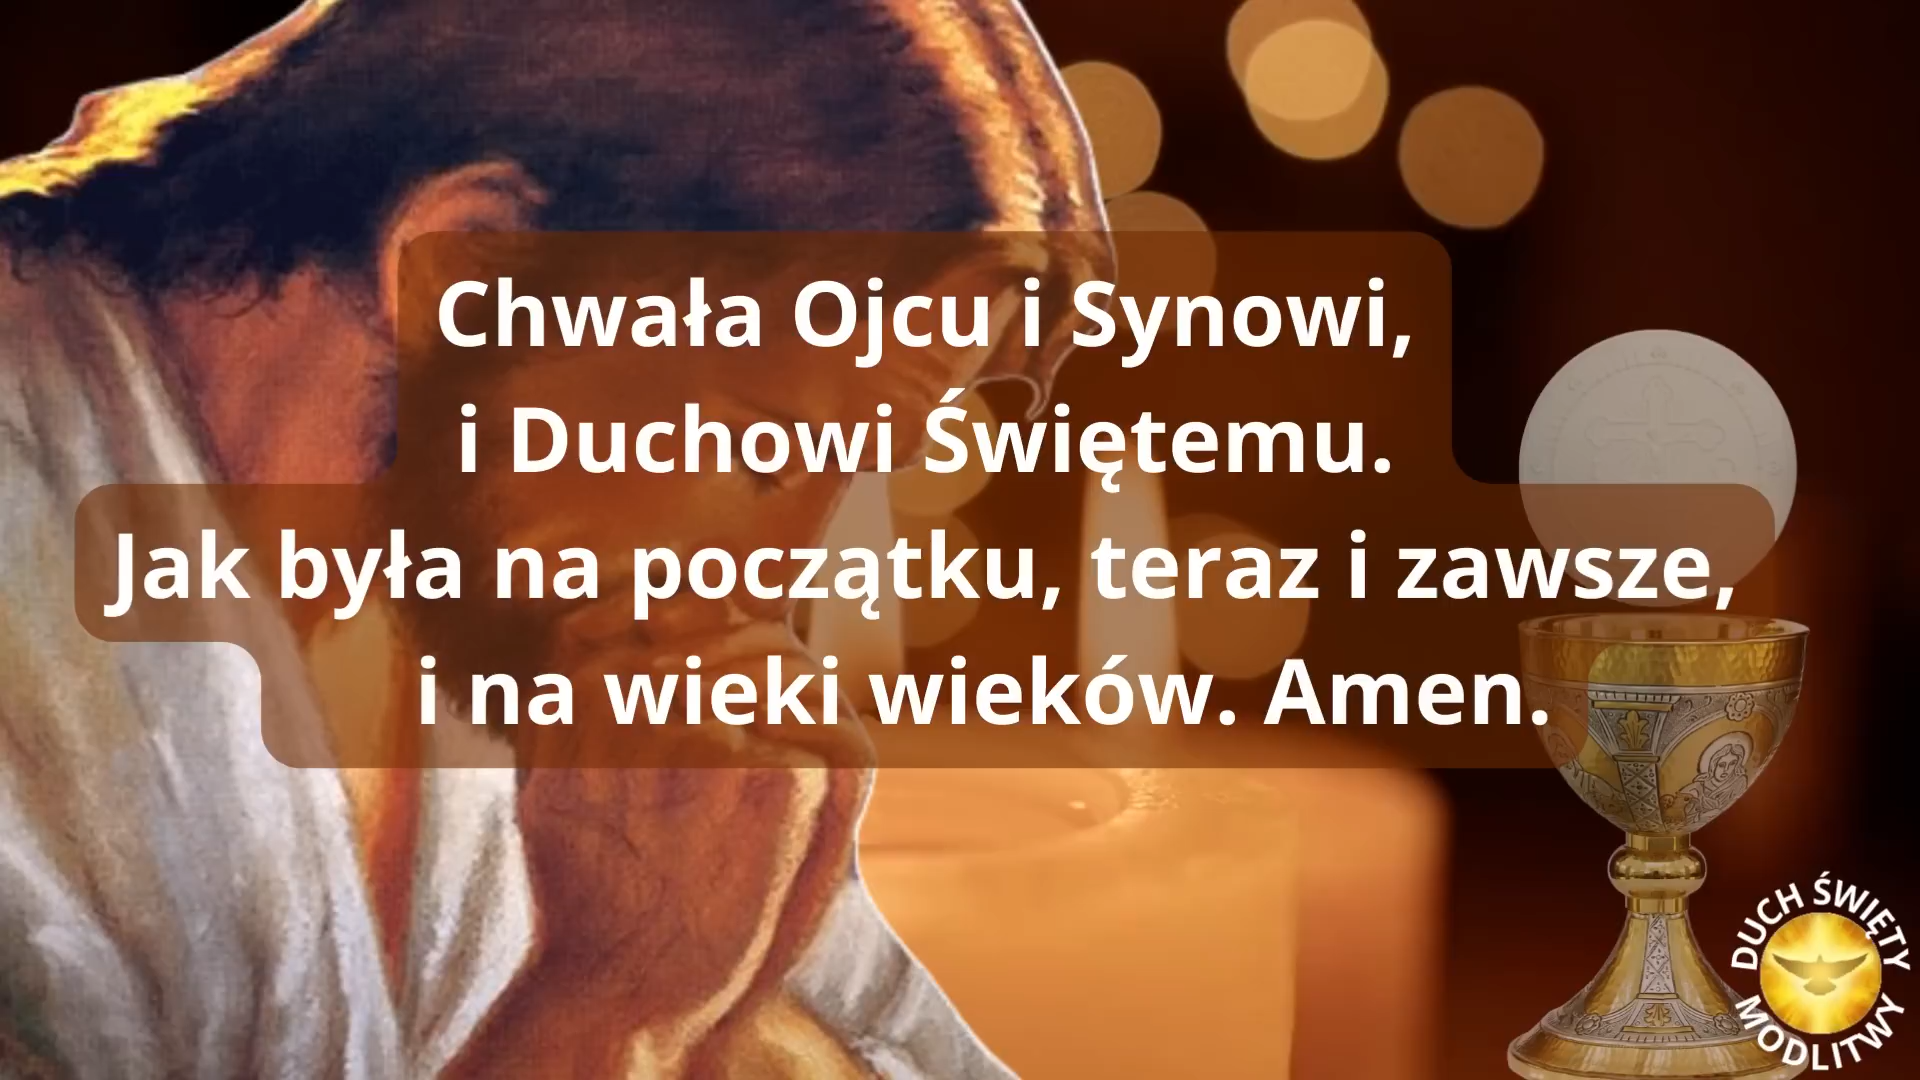 Chwała Ojcu i Synowi,
i Duchowi Świętemu.
Jak była na początku, teraz i zawsze,
i na wieki wieków. Amen.
DUCH ŚWIĘTY
MODLITWY